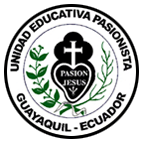 UNIDAD EDUCATIVA PASIONISTA
PASION
JESUS
GUAYAQUIL - ECUADOR